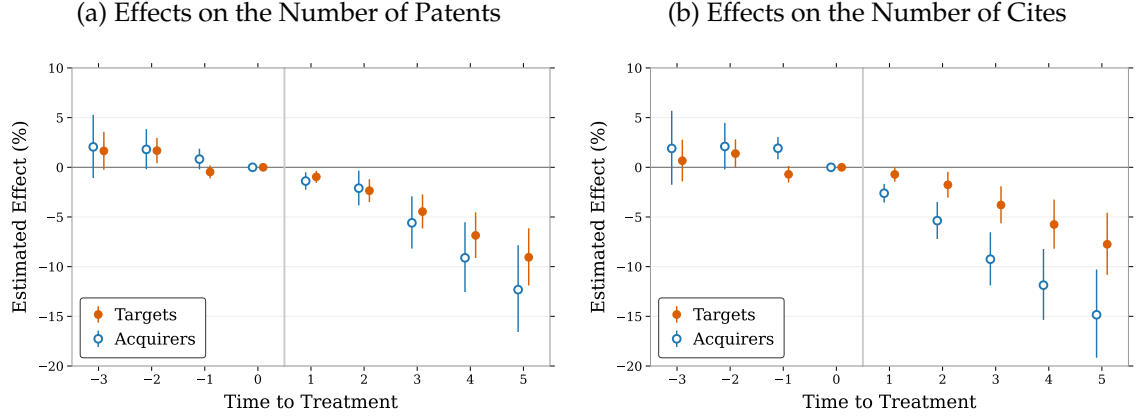 (a) Effects on the Number of Patents
10
5
0
−5
−10
−15
−20
Estimated Effect (%)
Targets
Acquirers
−3 −2 −1 0 1 2 3 4 5
Time to Treatment
(b) Effects on the Number of Cites
10
5
0
−5
−10
−15
−20
Estimated Effect (%)
Targets
Acquirers
−3 −2 −1 0 1 2 3 4 5
Time to Treatment